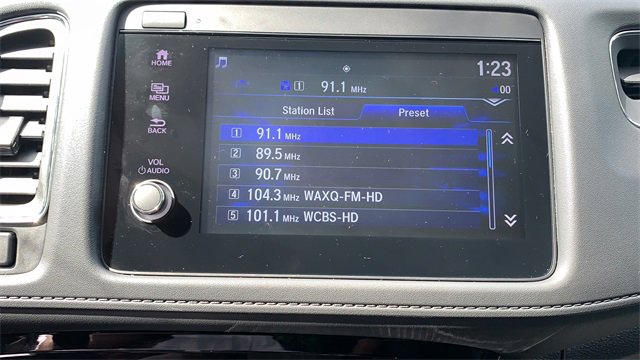 HOME
MENU
BACK
VOL
AUDIO
1:23
1 91.1 MHz
00
Station List Preset
1 91.1 MHz
2 89.5 MHz
3 90.7 MHz
4 104.3 MHz WAXQ-FM-HD
5 101.1 MHz WCBS-HD